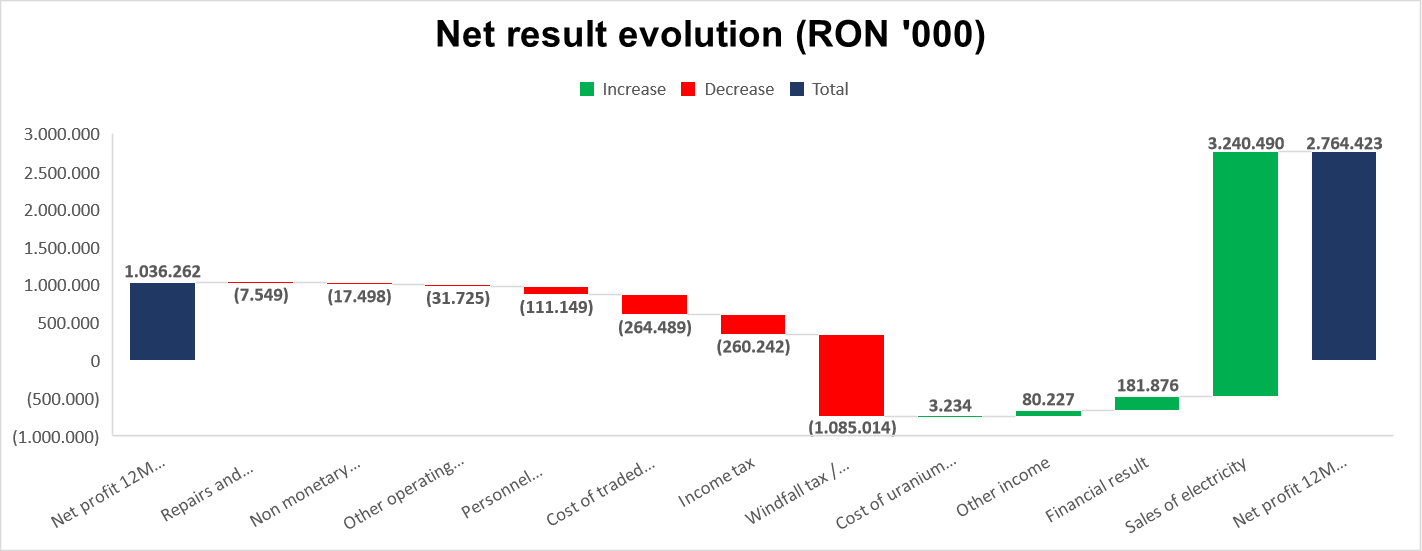 Net result evolution (RON '000)
Increase Decrease Total
3.000.000
2.500.000
2.000.000
1.500.000
1.000.000
500.000
0
(500.000)
(1.000.000)
1.036.262
(7.549)
(17.498)
(31.725)
(111.149)
(264.489)
(260.242)
(1.085.014)
3.234
80.227
181.876
3.240.490
2.764.423
Net profit 12M...
Repairs and...
Non monetary...
Other operating...
Personnel...
Cost of traded...
Income tax
Windfall tax /...
Cost of uranium...
Other income
Financial result
Sales of electricity
Net profit 12M...